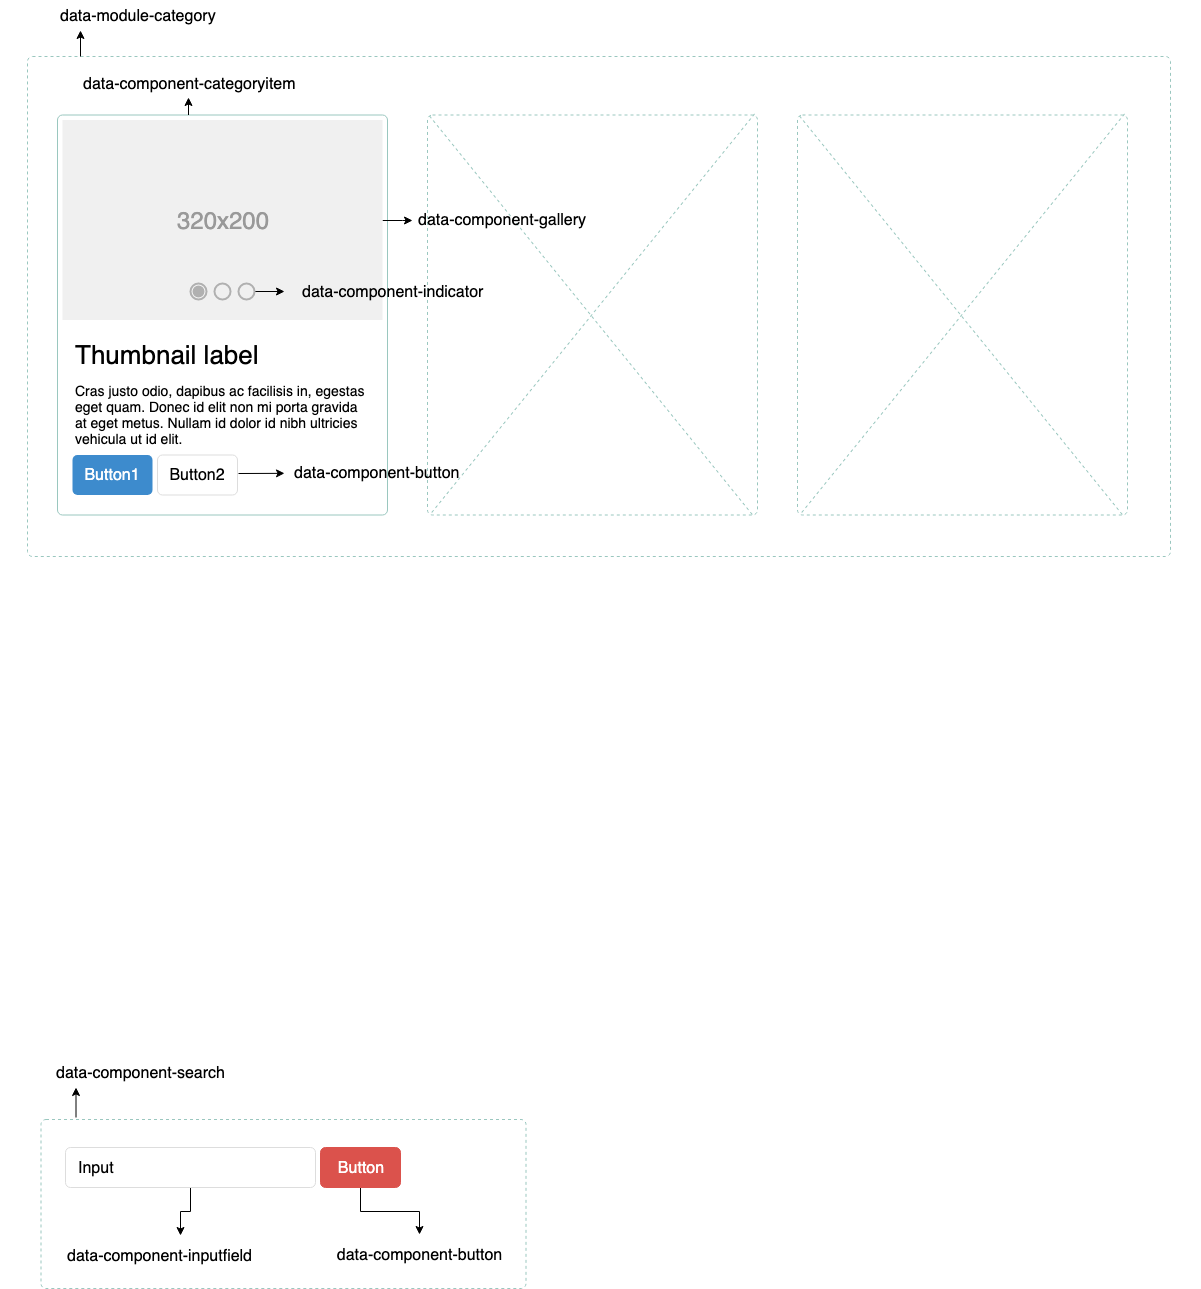 data-module-category
data-component-categoryitem
320x200
data-component-gallery
data-component-indicator
Thumbnail label
Cras justo odio, dapibus ac facilisis in, egestas
eget quam. Donec id elit non mi porta gravida
at eget metus. Nullam id dolor id nibh ultricies
vehicula ut id elit.
Button1 Button2 data-component-button
data-component-search
Input Button
data-component-inputfield data-component-button